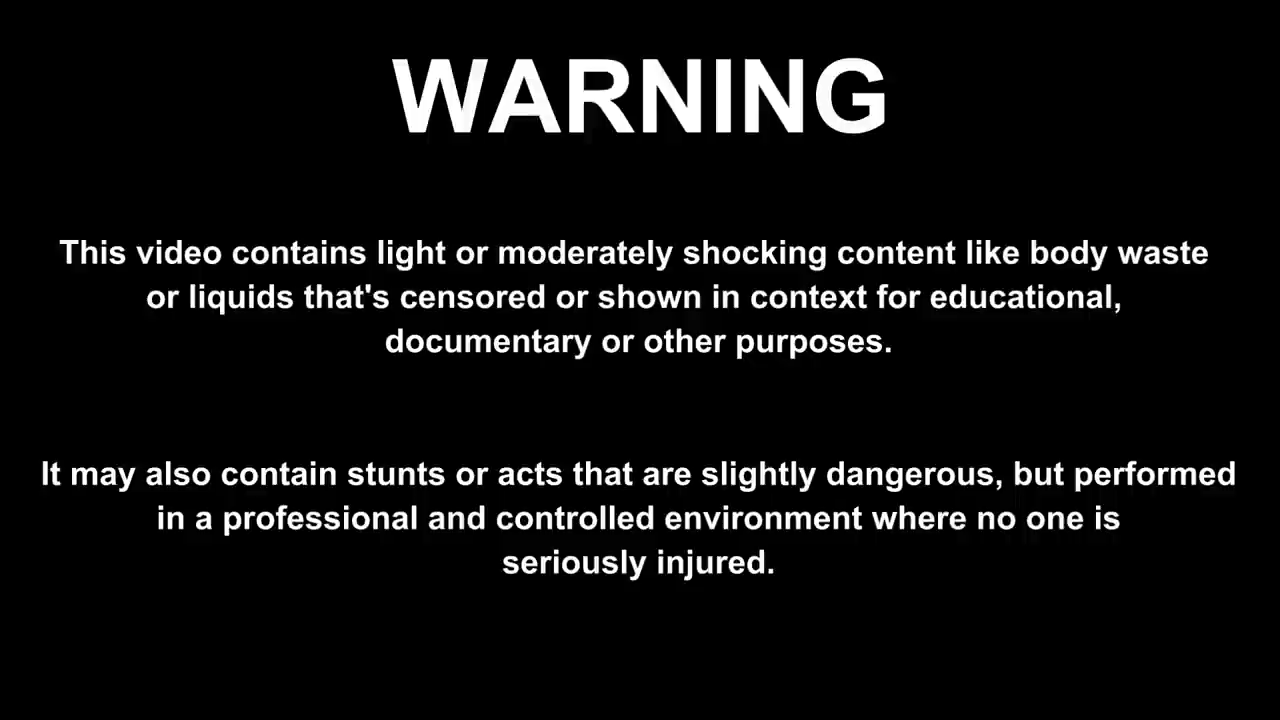 WARNING
This video contains light or moderately shocking content like body waste
or liquids that's censored or shown in context for educational,
documentary or other purposes.
It may also contain stunts or acts that are slightly dangerous, but performed
in a professional and controlled environment where no one is
seriously injured.